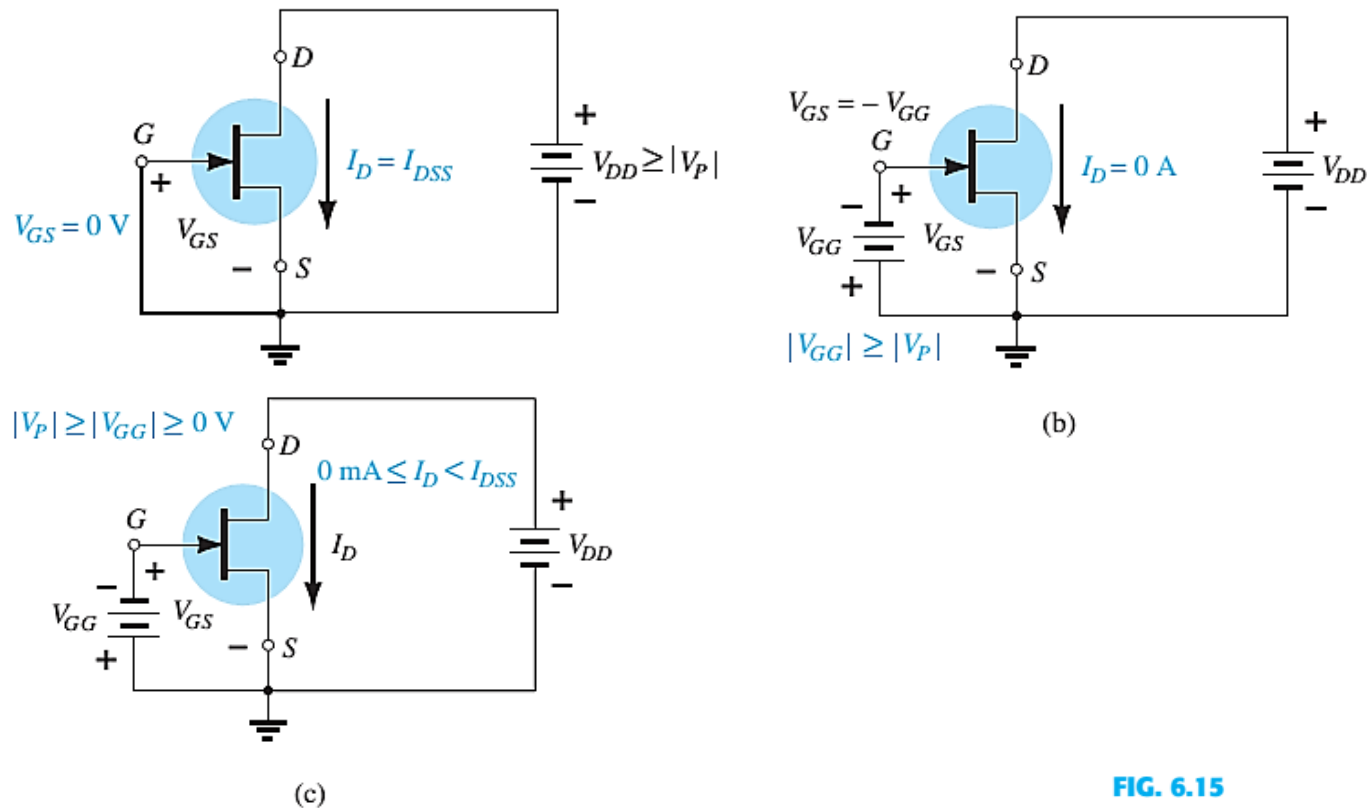 D
G
+
V_GS = 0 V
V_GS
−
S
I_D = I_DSS
+
V_DD ≥ |V_P|
−
D
V_GS = − V_GG
G
−
+
V_GG
V_GS
+
−
S
I_D = 0 A
+
V_DD
−
|V_GG| ≥ |V_P|
(b)
|V_P| ≥ |V_GG| ≥ 0 V
D
0 mA ≤ I_D < I_DSS
G
−
+
V_GG
V_GS
+
−
S
I_D
+
V_DD
−
(c)
FIG. 6.15